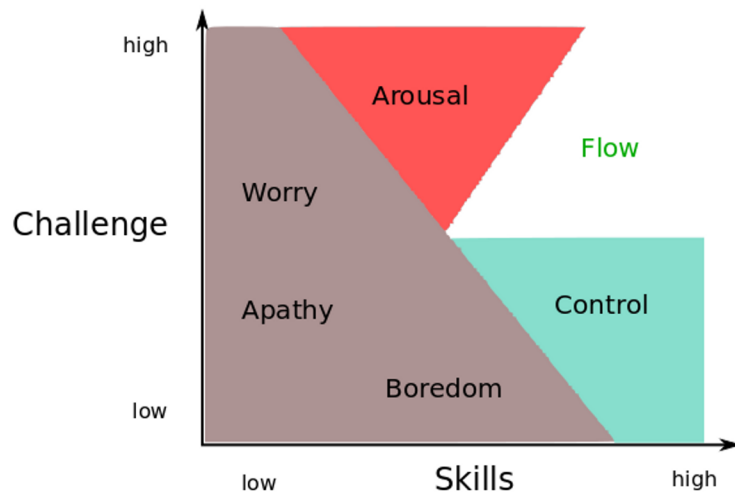 high
Arousal
Flow
Worry
Challenge
Apathy
Control
Boredom
low
low
Skills
high